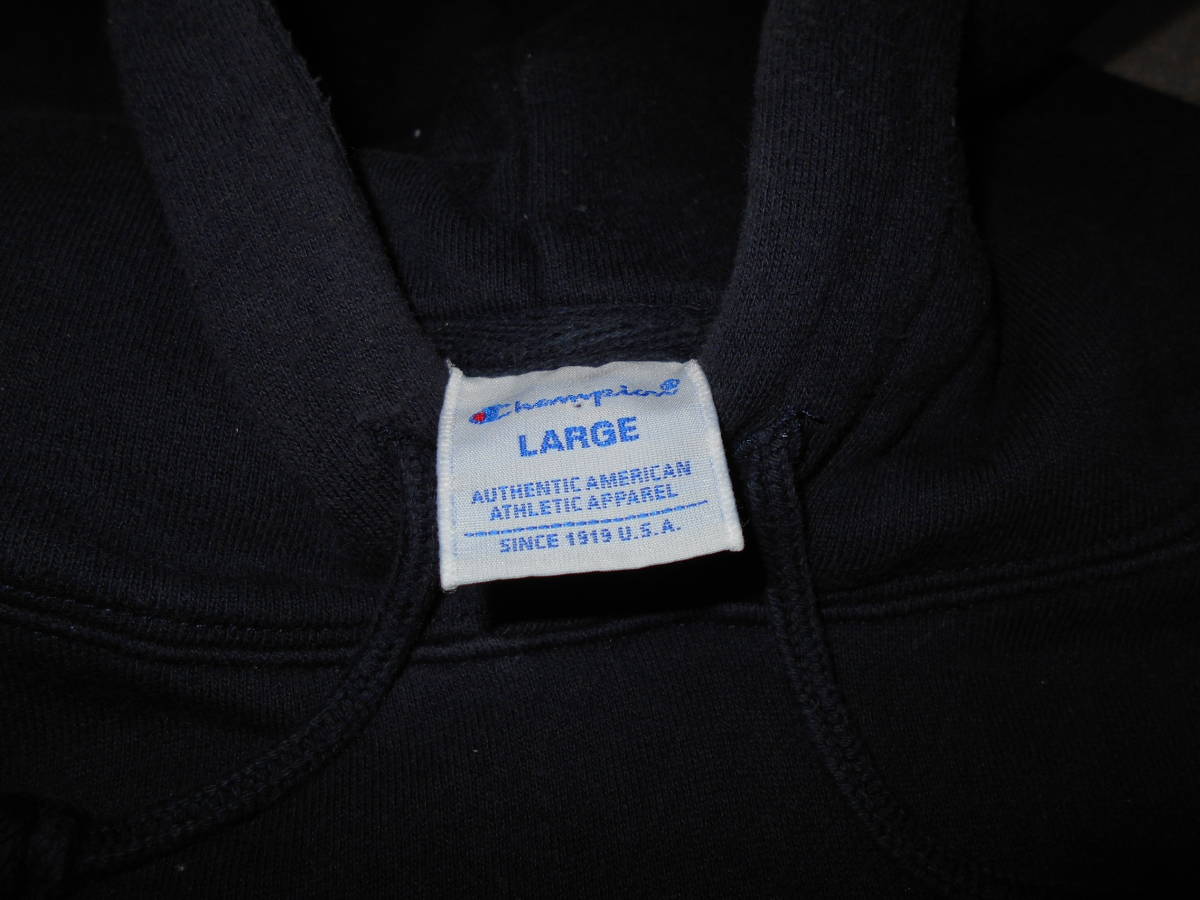 Champion
LARGE
AUTHENTIC AMERICAN
ATHLETIC APPAREL
SINCE 1919 U.S.A.